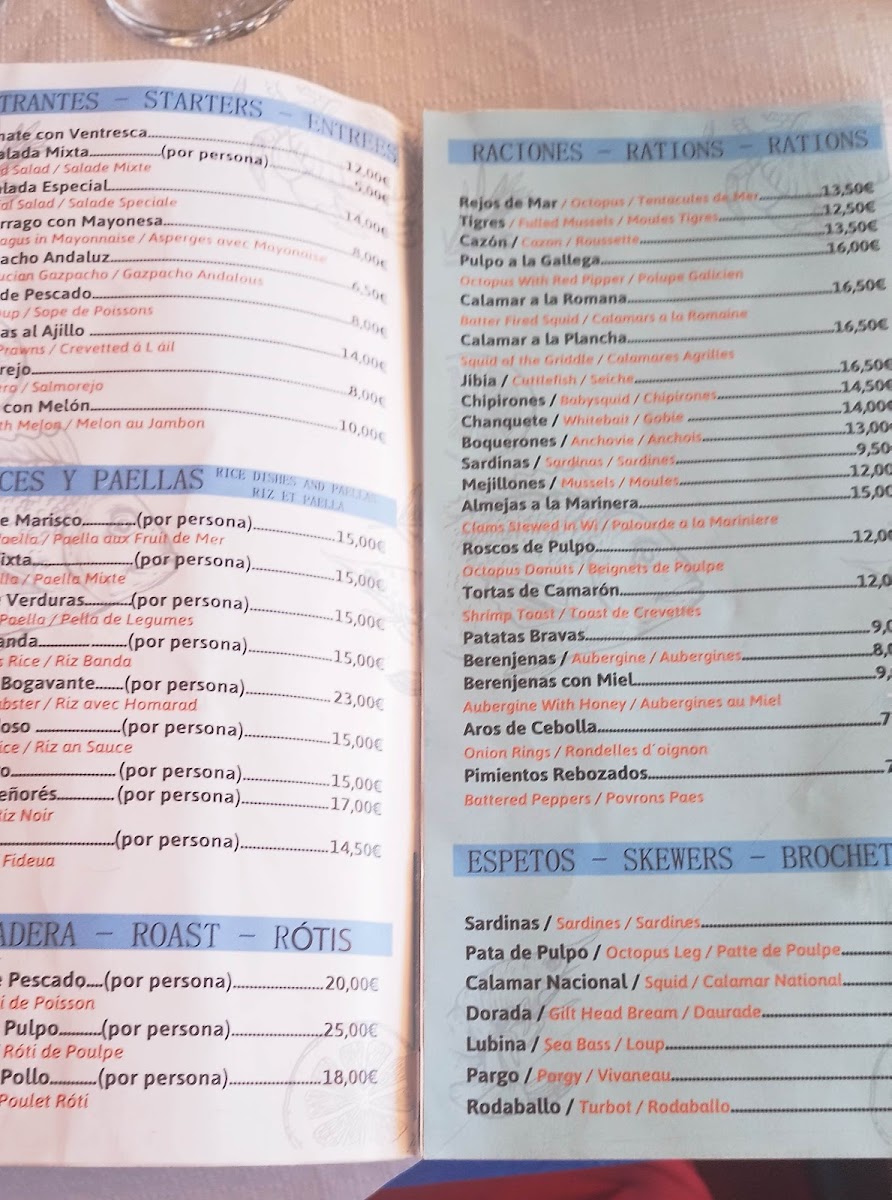 TRANTES - STARTERS - ENTREES
mate con Ventresca 12,00€
alada Mixta (por persona) 9,00€
d Salad / Salade Mixte
lada Especial 14,00€
al Salad / Salade Speciale
rrago con Mayonesa 8,00€
agus in Mayonnaise / Asperges avec Mayonaise
acho Andaluz 6,50€
ucian Gazpacho / Gazpacho Andalous
de Pescado 8,00€
oup / Sope de Poissons
as al Ajillo 14,00€
Prawns / Crevetted á L áil
rejo 8,00€
ero / Salmorejo
con Melón 10,00€
th Melon / Melon au Jambon
CES Y PAELLAS RICE DISHES AND PAELLAS
RIZ ET PAELLA
e Marisco (por persona) 15,00€
Paella / Paella aux Fruit de Mer
ixta (por persona) 15,00€
lla / Paella Mixte
Verduras (por persona) 15,00€
Paella / Pella de Legumes
anda (por persona) 15,00€
s Rice / Riz Banda
Bogavante (por persona) 23,00€
obster / Riz avec Homarad
oso (por persona) 15,00€
ice / Riz an Sauce
o (por persona) 15,00€
eñorés (por persona) 17,00€
Riz Noir
(por persona) 14,50€
Fideua
ADERA - ROAST - RÓTIS
e Pescado (por persona) 20,00€
i de Poisson
Pulpo (por persona) 25,00€
Róti de Poulpe
Pollo (por persona) 18,00€
Poulet Róti
RACIONES - RATIONS - RATIONS
Rejos de Mar / Octopus / Tentacules de Mer 13,50€
Tigres / Fulled Mussels / Moules Tigres 12,50€
Cazón / Cazon / Roussette 13,50€
Pulpo a la Gallega 16,00€
Octopus With Red Pipper / Polupe Galicien
Calamar a la Romana 16,50€
Batter Fired Squid / Calamars a la Romaine
Calamar a la Plancha 16,50€
Squid of the Griddle / Calamares Agrilles
Jibia / Cuttlefish / Seiche 16,50€
Chipirones / Babysquid / Chipirones 14,50€
Chanquete / Whitebait / Gobie 14,00€
Boquerones / Anchovie / Anchois 13,00
Sardinas / Sardinas / Sardines 9,50
Mejillones / Mussels / Moules 12,00
Almejas a la Marinera 15,00
Clams Stewed in Wi / Palourde a la Mariniere
Roscos de Pulpo 12,00
Octopus Donuts / Beignets de Poulpe
Tortas de Camarón 12,0
Shrimp Toast / Toast de Crevettes
Patatas Bravas 9,0
Berenjenas / Aubergine / Aubergines 8,0
Berenjenas con Miel 9,
Aubergine With Honey / Aubergines au Miel
Aros de Cebolla 7
Onion Rings / Rondelles d´oignon
Pimientos Rebozados 7
Battered Peppers / Povrons Paes
ESPETOS - SKEWERS - BROCHET
Sardinas / Sardines / Sardines
Pata de Pulpo / Octopus Leg / Patte de Poulpe
Calamar Nacional / Squid / Calamar National
Dorada / Gilt Head Bream / Daurade
Lubina / Sea Bass / Loup
Pargo / Porgy / Vivaneau
Rodaballo / Turbot / Rodaballo